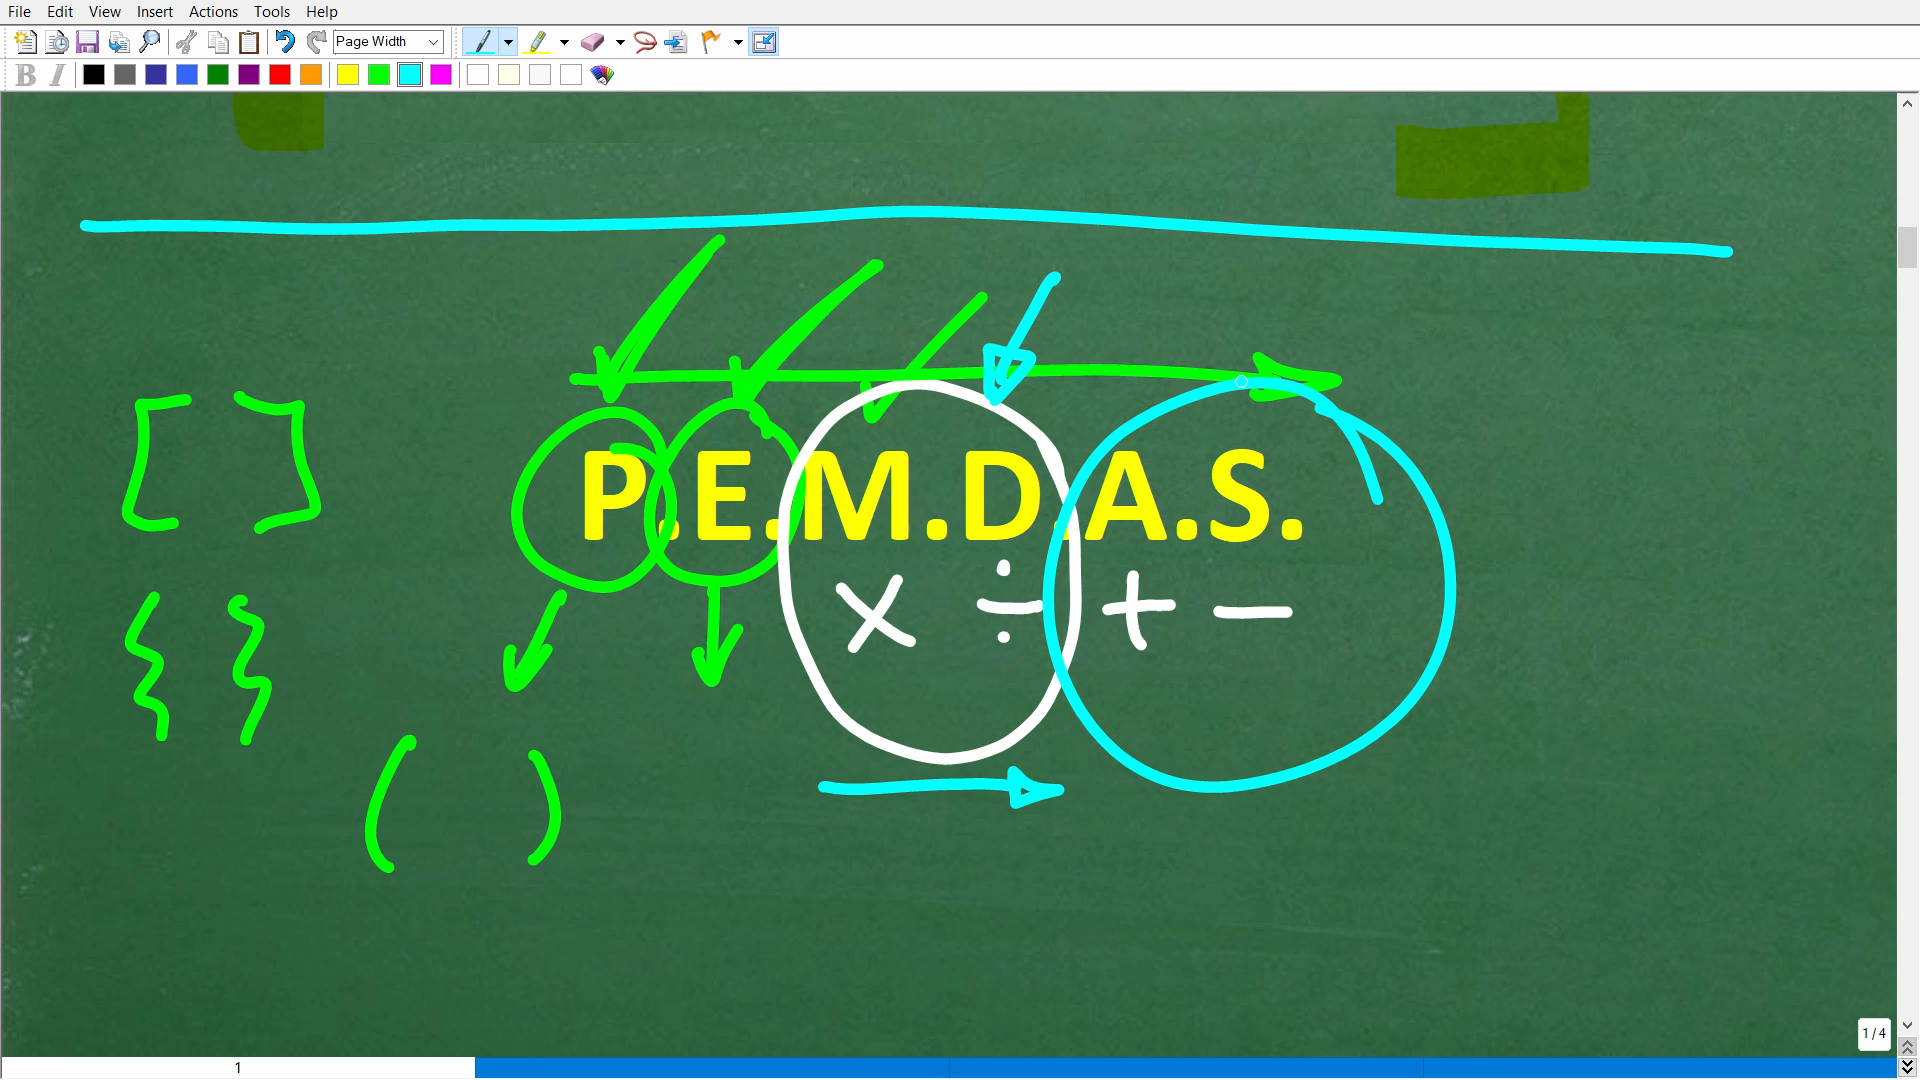 File Edit View Insert Actions Tools Help
Page Width
B I
P.E.M.D.A.S.
× ÷ + −
[ ]
{ }
( )
1 / 4
1